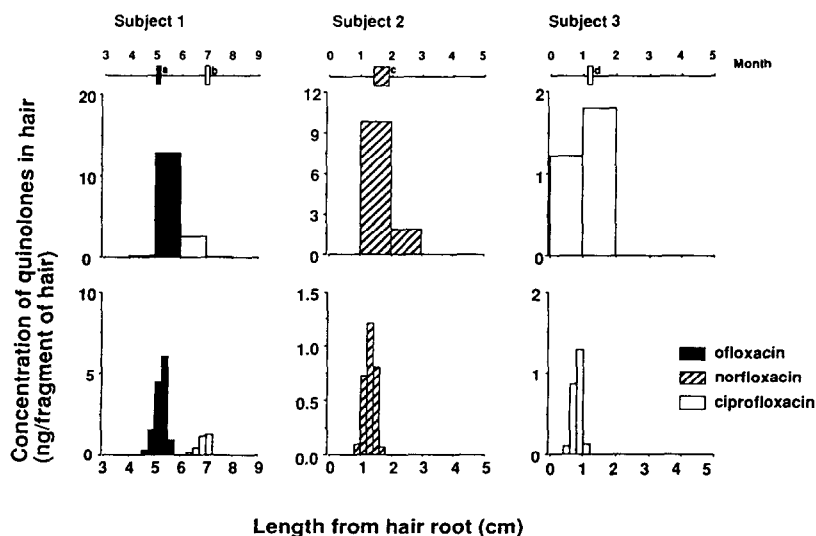 Subject 1
Subject 2
Subject 3
3 4 5 6 7 8 9
0 1 2 3 4 5
0 1 2 3 4 5
Month
a
b
c
d
20
10
0
12
9
6
3
0
2
1
0
Concentration of quinolones in hair
(ng/fragment of hair)
10
5
0
1.5
1.0
0.5
0.0
2
1
0
ofloxacin
norfloxacin
ciprofloxacin
3 4 5 6 7 8 9
0 1 2 3 4 5
0 1 2 3 4 5
Length from hair root (cm)